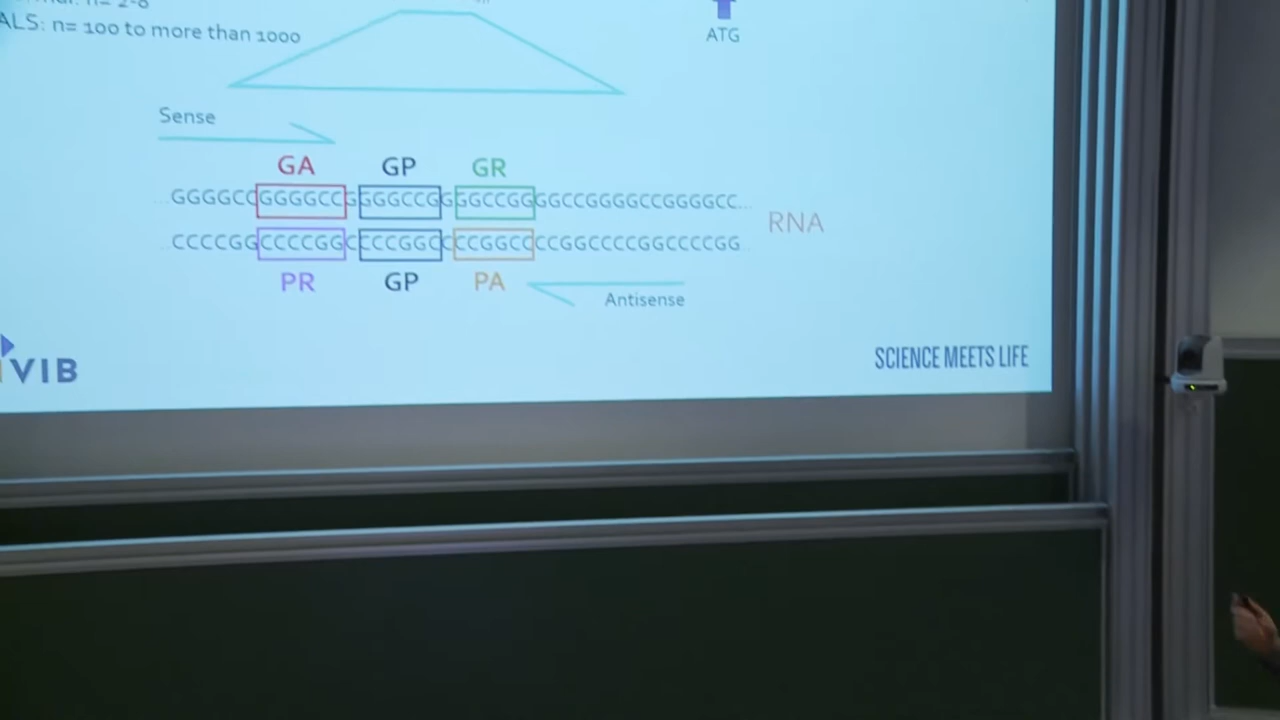 ALS: n= 100 to more than 1000
ATG
Sense
GA GP GR
GGGGCCGGGGCCGGGGCCGGGGCCGGGGCCGGGGCCGGGGCC...
RNA
CCCCGGCCCCGGCCCCGGCCCCGGCCCCGGCCCCGGCCCCGG
PR GP PA
Antisense
VIB
SCIENCE MEETS LIFE